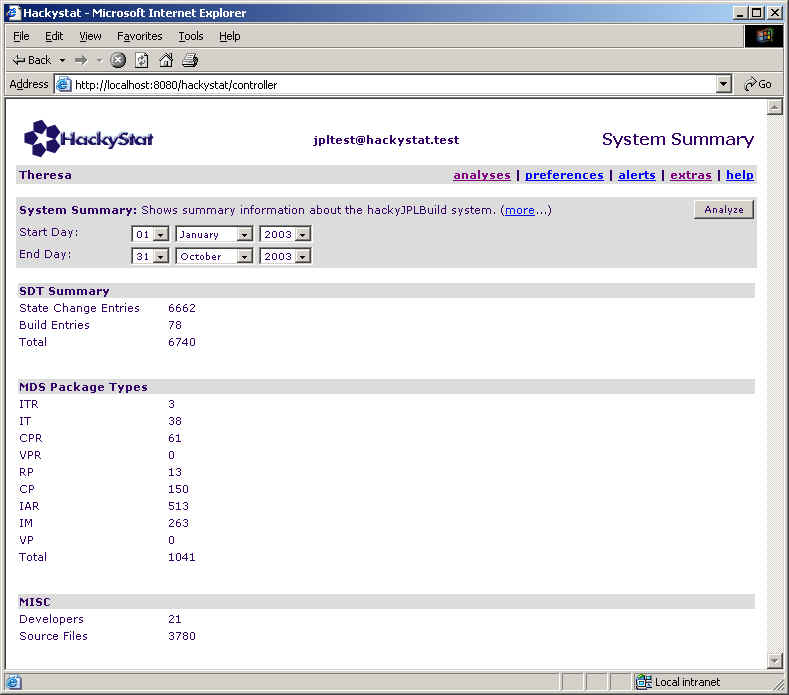 Hackystat - Microsoft Internet Explorer
File Edit View Favorites Tools Help
Back
Address http://localhost:8080/hackystat/controller Go
HackyStat jpltest@hackystat.test System Summary
Theresa analyses | preferences | alerts | extras | help
System Summary: Shows summary information about the hackyJPLBuild system. (more...) Analyze
Start Day: 01 January 2003
End Day: 31 October 2003
SDT Summary
State Change Entries 6662
Build Entries 78
Total 6740
MDS Package Types
ITR 3
IT 38
CPR 61
VPR 0
RP 13
CP 150
IAR 513
IM 263
VP 0
Total 1041
MISC
Developers 21
Source Files 3780
Local intranet